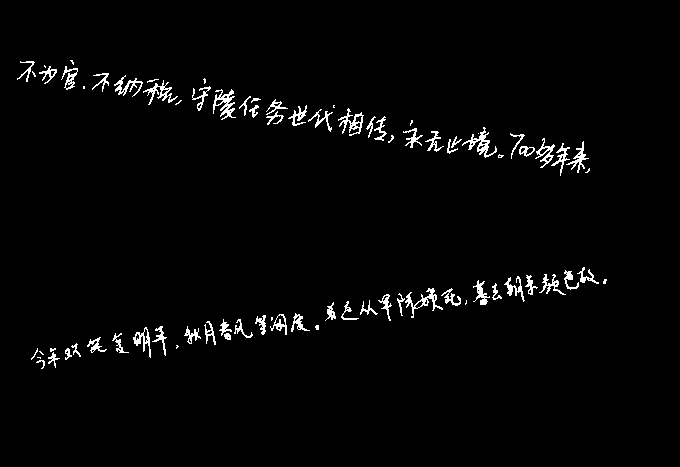 不为官、不纳税,守陵任务世代相传,永无止境。700多年来,
今年欢笑复明年,秋月春风等闲度。弟走从军阿姨死,暮去朝来颜色故。